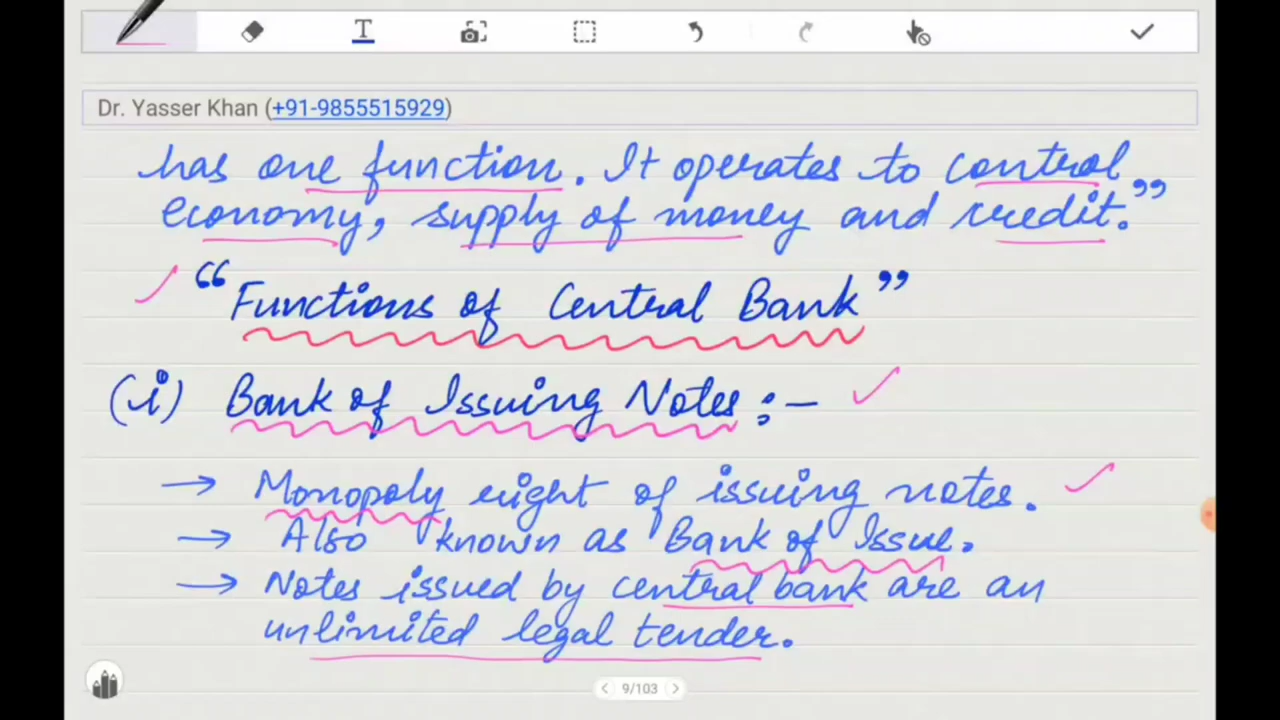 T
Dr. Yasser Khan (+91-9855515929)
has one function. It operates to control
economy, supply of money and credit.”
“Functions of Central Bank”
(i) Bank of Issuing Notes :-
→ Monopoly right of issuing notes.
→ Also known as Bank of Issue.
→ Notes issued by central bank are an
unlimited legal tender.
< 9/103 >